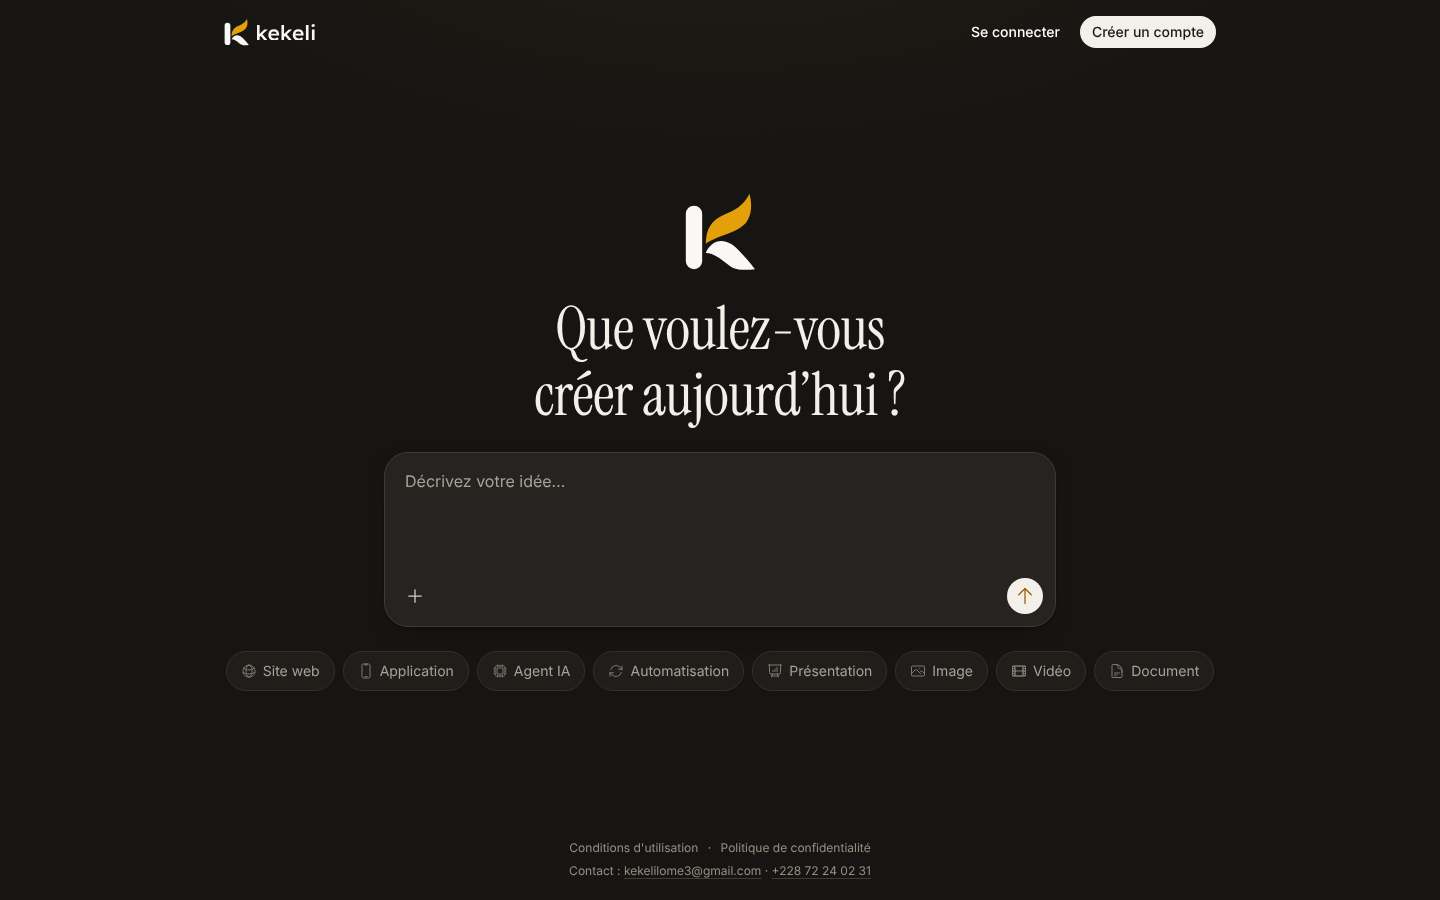 kekeli
Se connecter
Créer un compte
Que voulez-vous
créer aujourd’hui ?
Décrivez votre idée...
Site web
Application
Agent IA
Automatisation
Présentation
Image
Vidéo
Document
Conditions d'utilisation · Politique de confidentialité
Contact : kekelilome3@gmail.com · +228 72 24 02 31